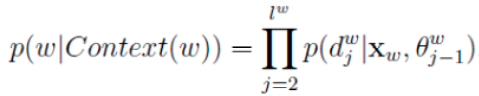 p(w|Context(w)) = ∏_{j=2}^{l^w} p(d_j^w|x_w, θ_{j-1}^w)